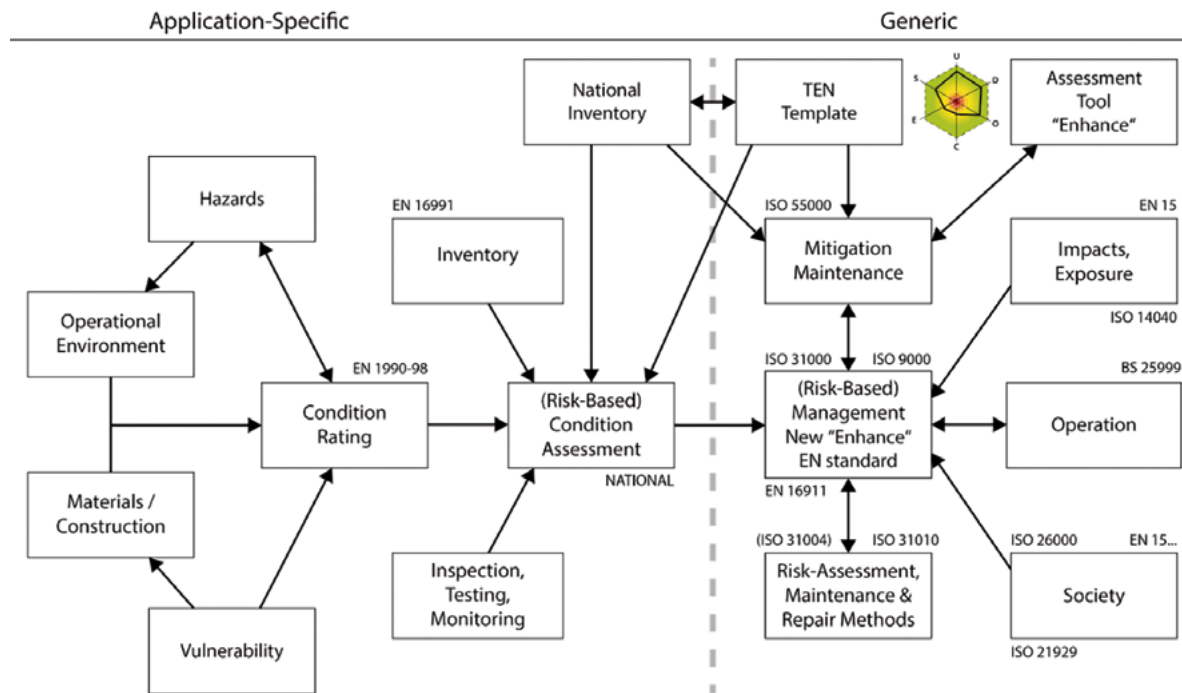 Application-Specific
Generic
National
Inventory
TEN
Template
U
S
D
E
O
C
Assessment
Tool
“Enhance“
Hazards
EN 16991
Inventory
ISO 55000
Mitigation
Maintenance
EN 15
Impacts,
Exposure
ISO 14040
Operational
Environment
EN 1990-98
Condition
Rating
(Risk-Based)
Condition
Assessment
NATIONAL
ISO 31000
ISO 9000
(Risk-Based)
Management
New “Enhance“
EN standard
EN 16911
BS 25999
Operation
Materials /
Construction
Inspection,
Testing,
Monitoring
(ISO 31004)
ISO 31010
Risk-Assessment,
Maintenance &
Repair Methods
ISO 26000
EN 15...
Society
ISO 21929
Vulnerability